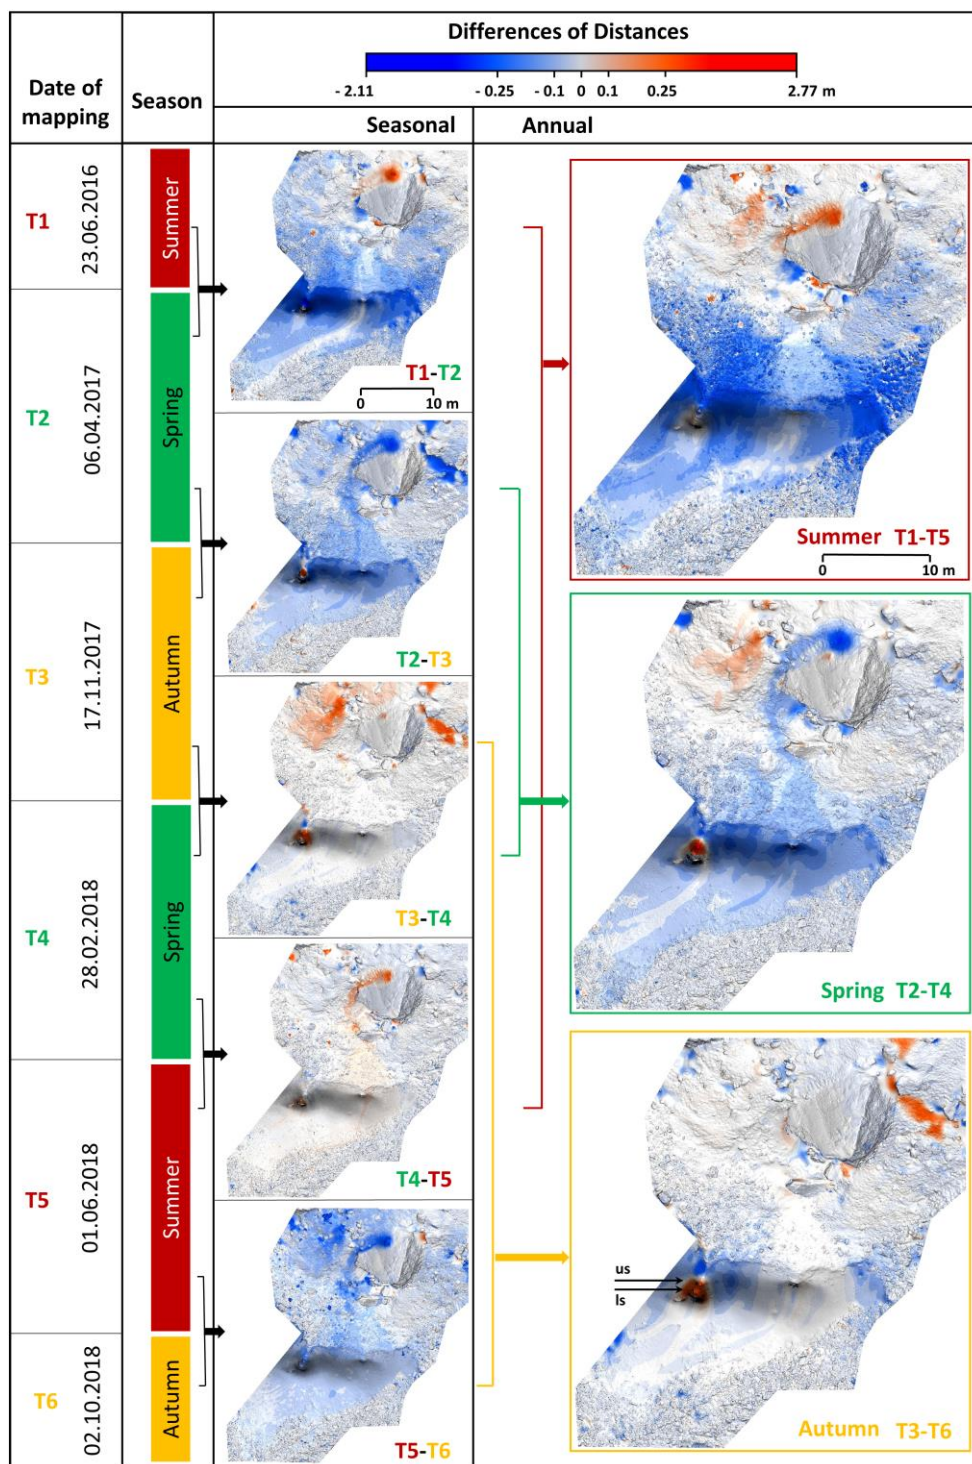 Differences of Distances
- 2.11 - 0.25 - 0.1 0 0.1 0.25 2.77 m
Date of
mapping
Season
Seasonal
Annual
T1
23.06.2016
Summer
T1-T2
0 10 m
T2
06.04.2017
Spring
T2-T3
T3
17.11.2017
Autumn
T3-T4
T4
28.02.2018
Spring
T4-T5
T5
01.06.2018
Summer
T5-T6
T6
02.10.2018
Autumn
Summer T1-T5
0 10 m
Spring T2-T4
us
ls
Autumn T3-T6